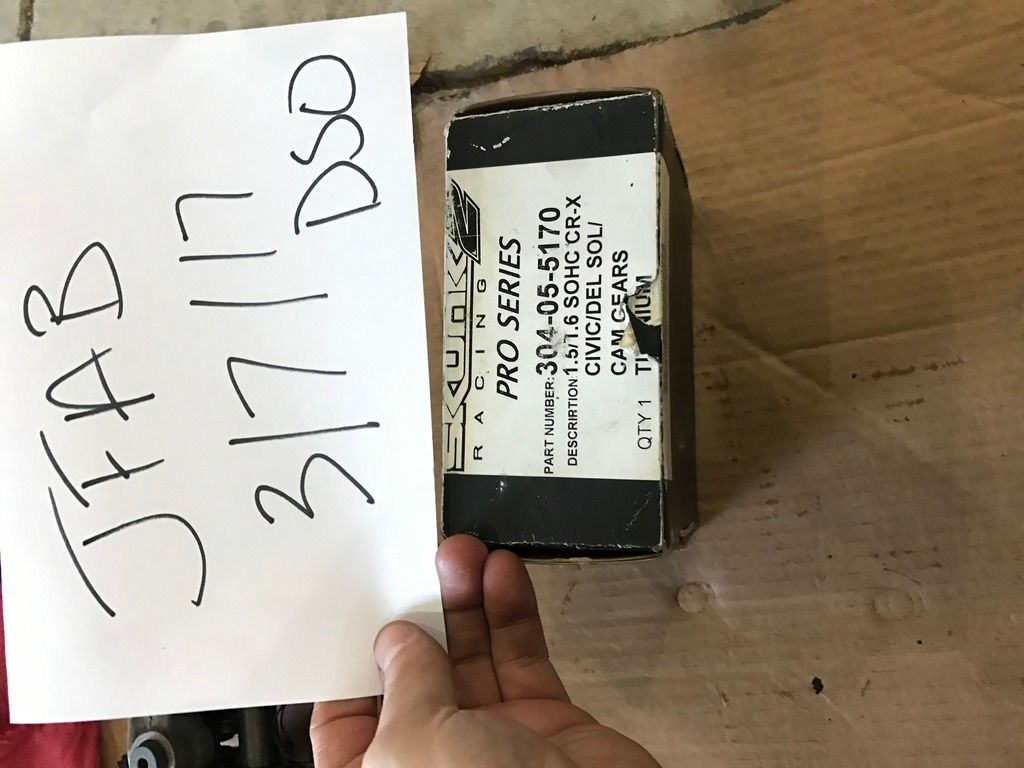 JFAB
3/7/17
DSO
SKUNK2
RACING
PRO SERIES
PART NUMBER: 304-05-5170
DESCRIRTION: 1.5/1.6 SOHC CR-X
CIVIC/DEL SOL/
CAM GEARS
QTY 1